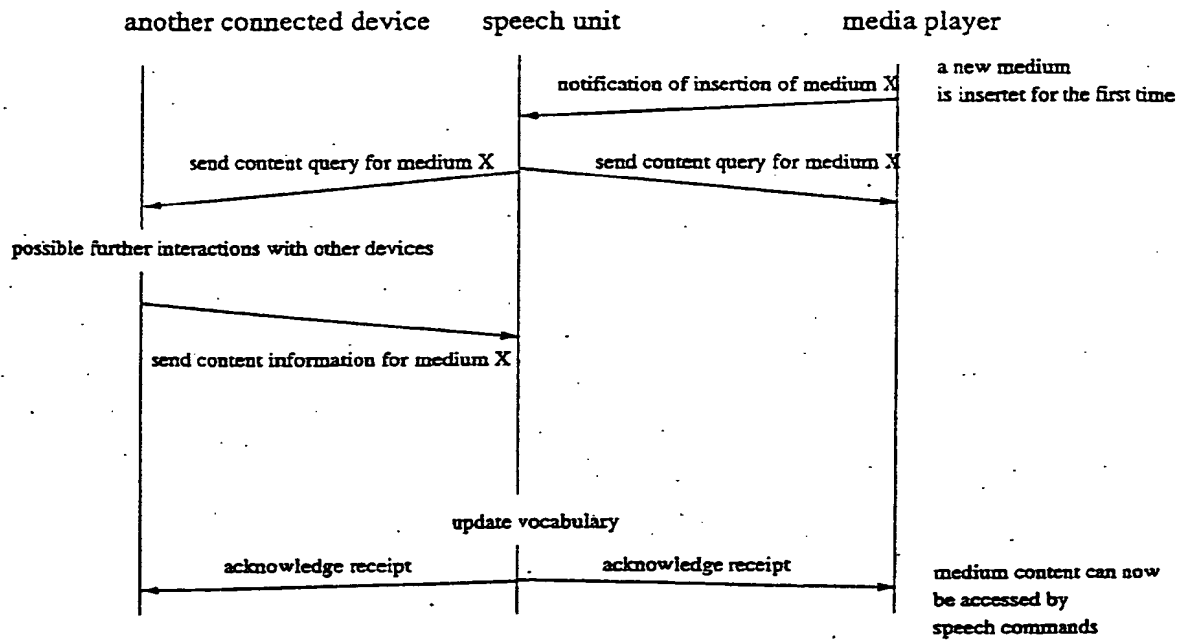 another connected device
speech unit
media player
a new medium
is insertet for the first time
notification of insertion of medium X
send content query for medium X
send content query for medium X
possible further interactions with other devices
send content information for medium X
update vocabulary
acknowledge receipt
acknowledge receipt
medium content can now
be accessed by
speech commands